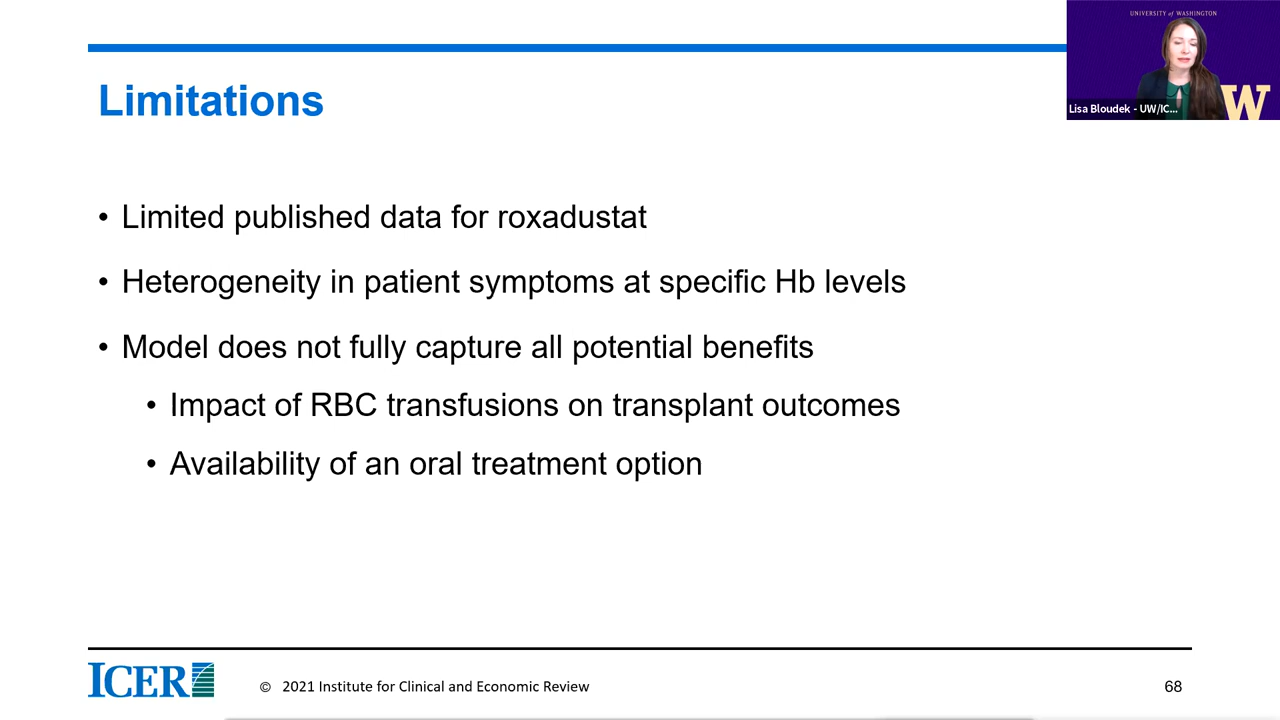 UNIVERSITY of WASHINGTON
W
Lisa Bloudek - UW/IC...
Limitations
• Limited published data for roxadustat
• Heterogeneity in patient symptoms at specific Hb levels
• Model does not fully capture all potential benefits
• Impact of RBC transfusions on transplant outcomes
• Availability of an oral treatment option
ICER
© 2021 Institute for Clinical and Economic Review
68